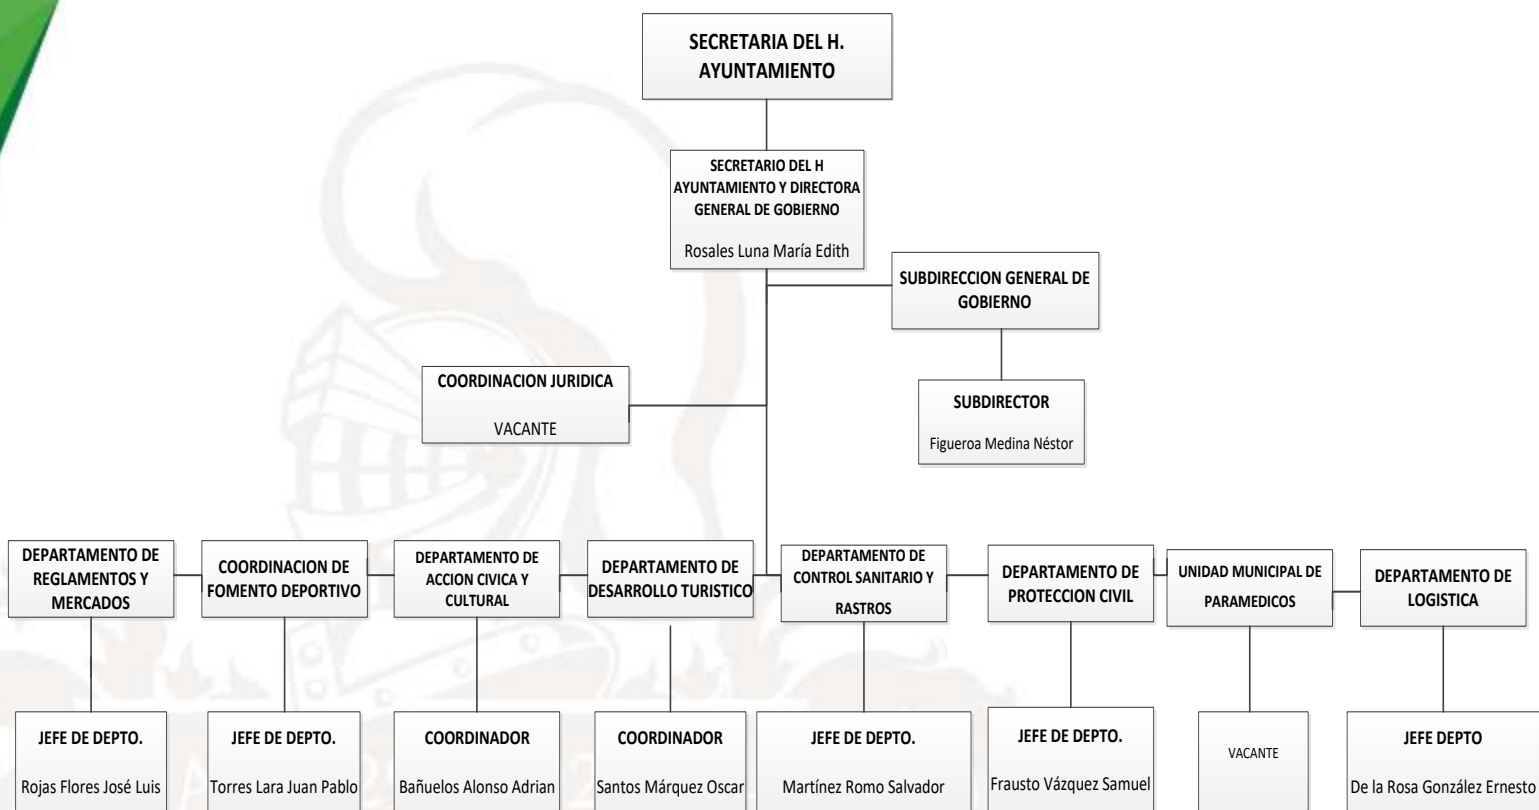 SECRETARIA DEL H.
AYUNTAMIENTO
SECRETARIO DEL H
AYUNTAMIENTO Y DIRECTORA
GENERAL DE GOBIERNO
Rosales Luna María Edith
SUBDIRECCION GENERAL DE
GOBIERNO
COORDINACION JURIDICA
VACANTE
SUBDIRECTOR
Figueroa Medina Néstor
DEPARTAMENTO DE
REGLAMENTOS Y
MERCADOS
COORDINACION DE
FOMENTO DEPORTIVO
DEPARTAMENTO DE
ACCION CIVICA Y
CULTURAL
DEPARTAMENTO DE
DESARROLLO TURISTICO
DEPARTAMENTO DE
CONTROL SANITARIO Y
RASTROS
DEPARTAMENTO DE
PROTECCION CIVIL
UNIDAD MUNICIPAL DE
PARAMEDICOS
DEPARTAMENTO DE
LOGISTICA
JEFE DE DEPTO.
Rojas Flores José Luis
JEFE DE DEPTO.
Torres Lara Juan Pablo
COORDINADOR
Bañuelos Alonso Adrian
COORDINADOR
Santos Márquez Oscar
JEFE DE DEPTO.
Martínez Romo Salvador
JEFE DE DEPTO.
Frausto Vázquez Samuel
VACANTE
JEFE DEPTO
De la Rosa González Ernesto